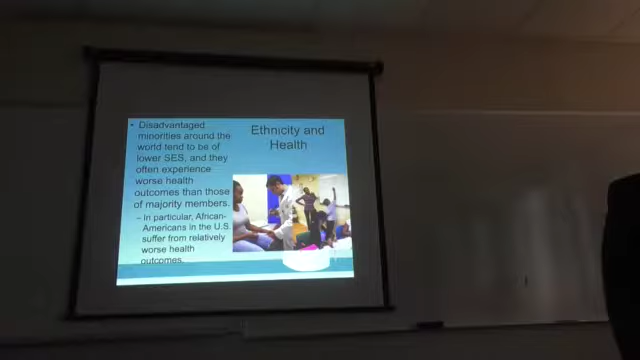 Ethnicity and
Health
• Disadvantaged
minorities around the
world tend to be of
lower SES, and they
often experience
worse health
outcomes than those
of majority members.
– In particular, African-
Americans in the U.S.
suffer from relatively
worse health
outcomes.